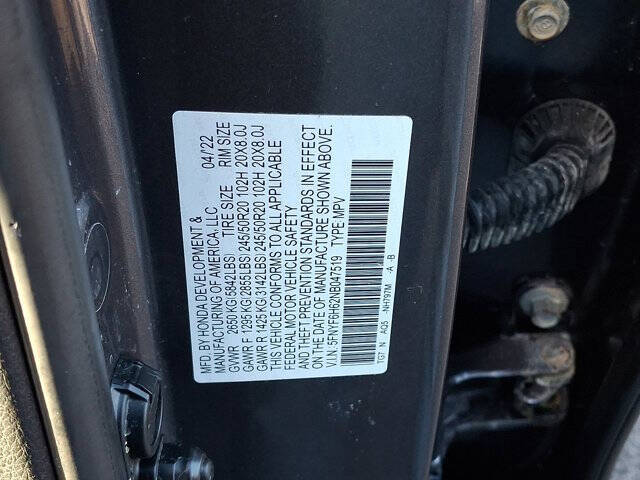 MFD. BY HONDA DEVELOPMENT &
MANUFACTURING OF AMERICA, LLC 04/22
GVWR 2650 KG (5842LBS) TIRE SIZE RIM SIZE
GAWR F 1295 KG (2855LBS) 245/50R20 102H 20X8.0J
GAWR R 1425 KG (3142LBS) 245/50R20 102H 20X8.0J
THIS VEHICLE CONFORMS TO ALL APPLICABLE
FEDERAL MOTOR VEHICLE SAFETY
AND THEFT PREVENTION STANDARDS IN EFFECT
ON THE DATE OF MANUFACTURE SHOWN ABOVE.
V.I.N.: 5FNYF6H62NB047519 TYPE MPV
TG7 N AQ5 -NH797M -A -B